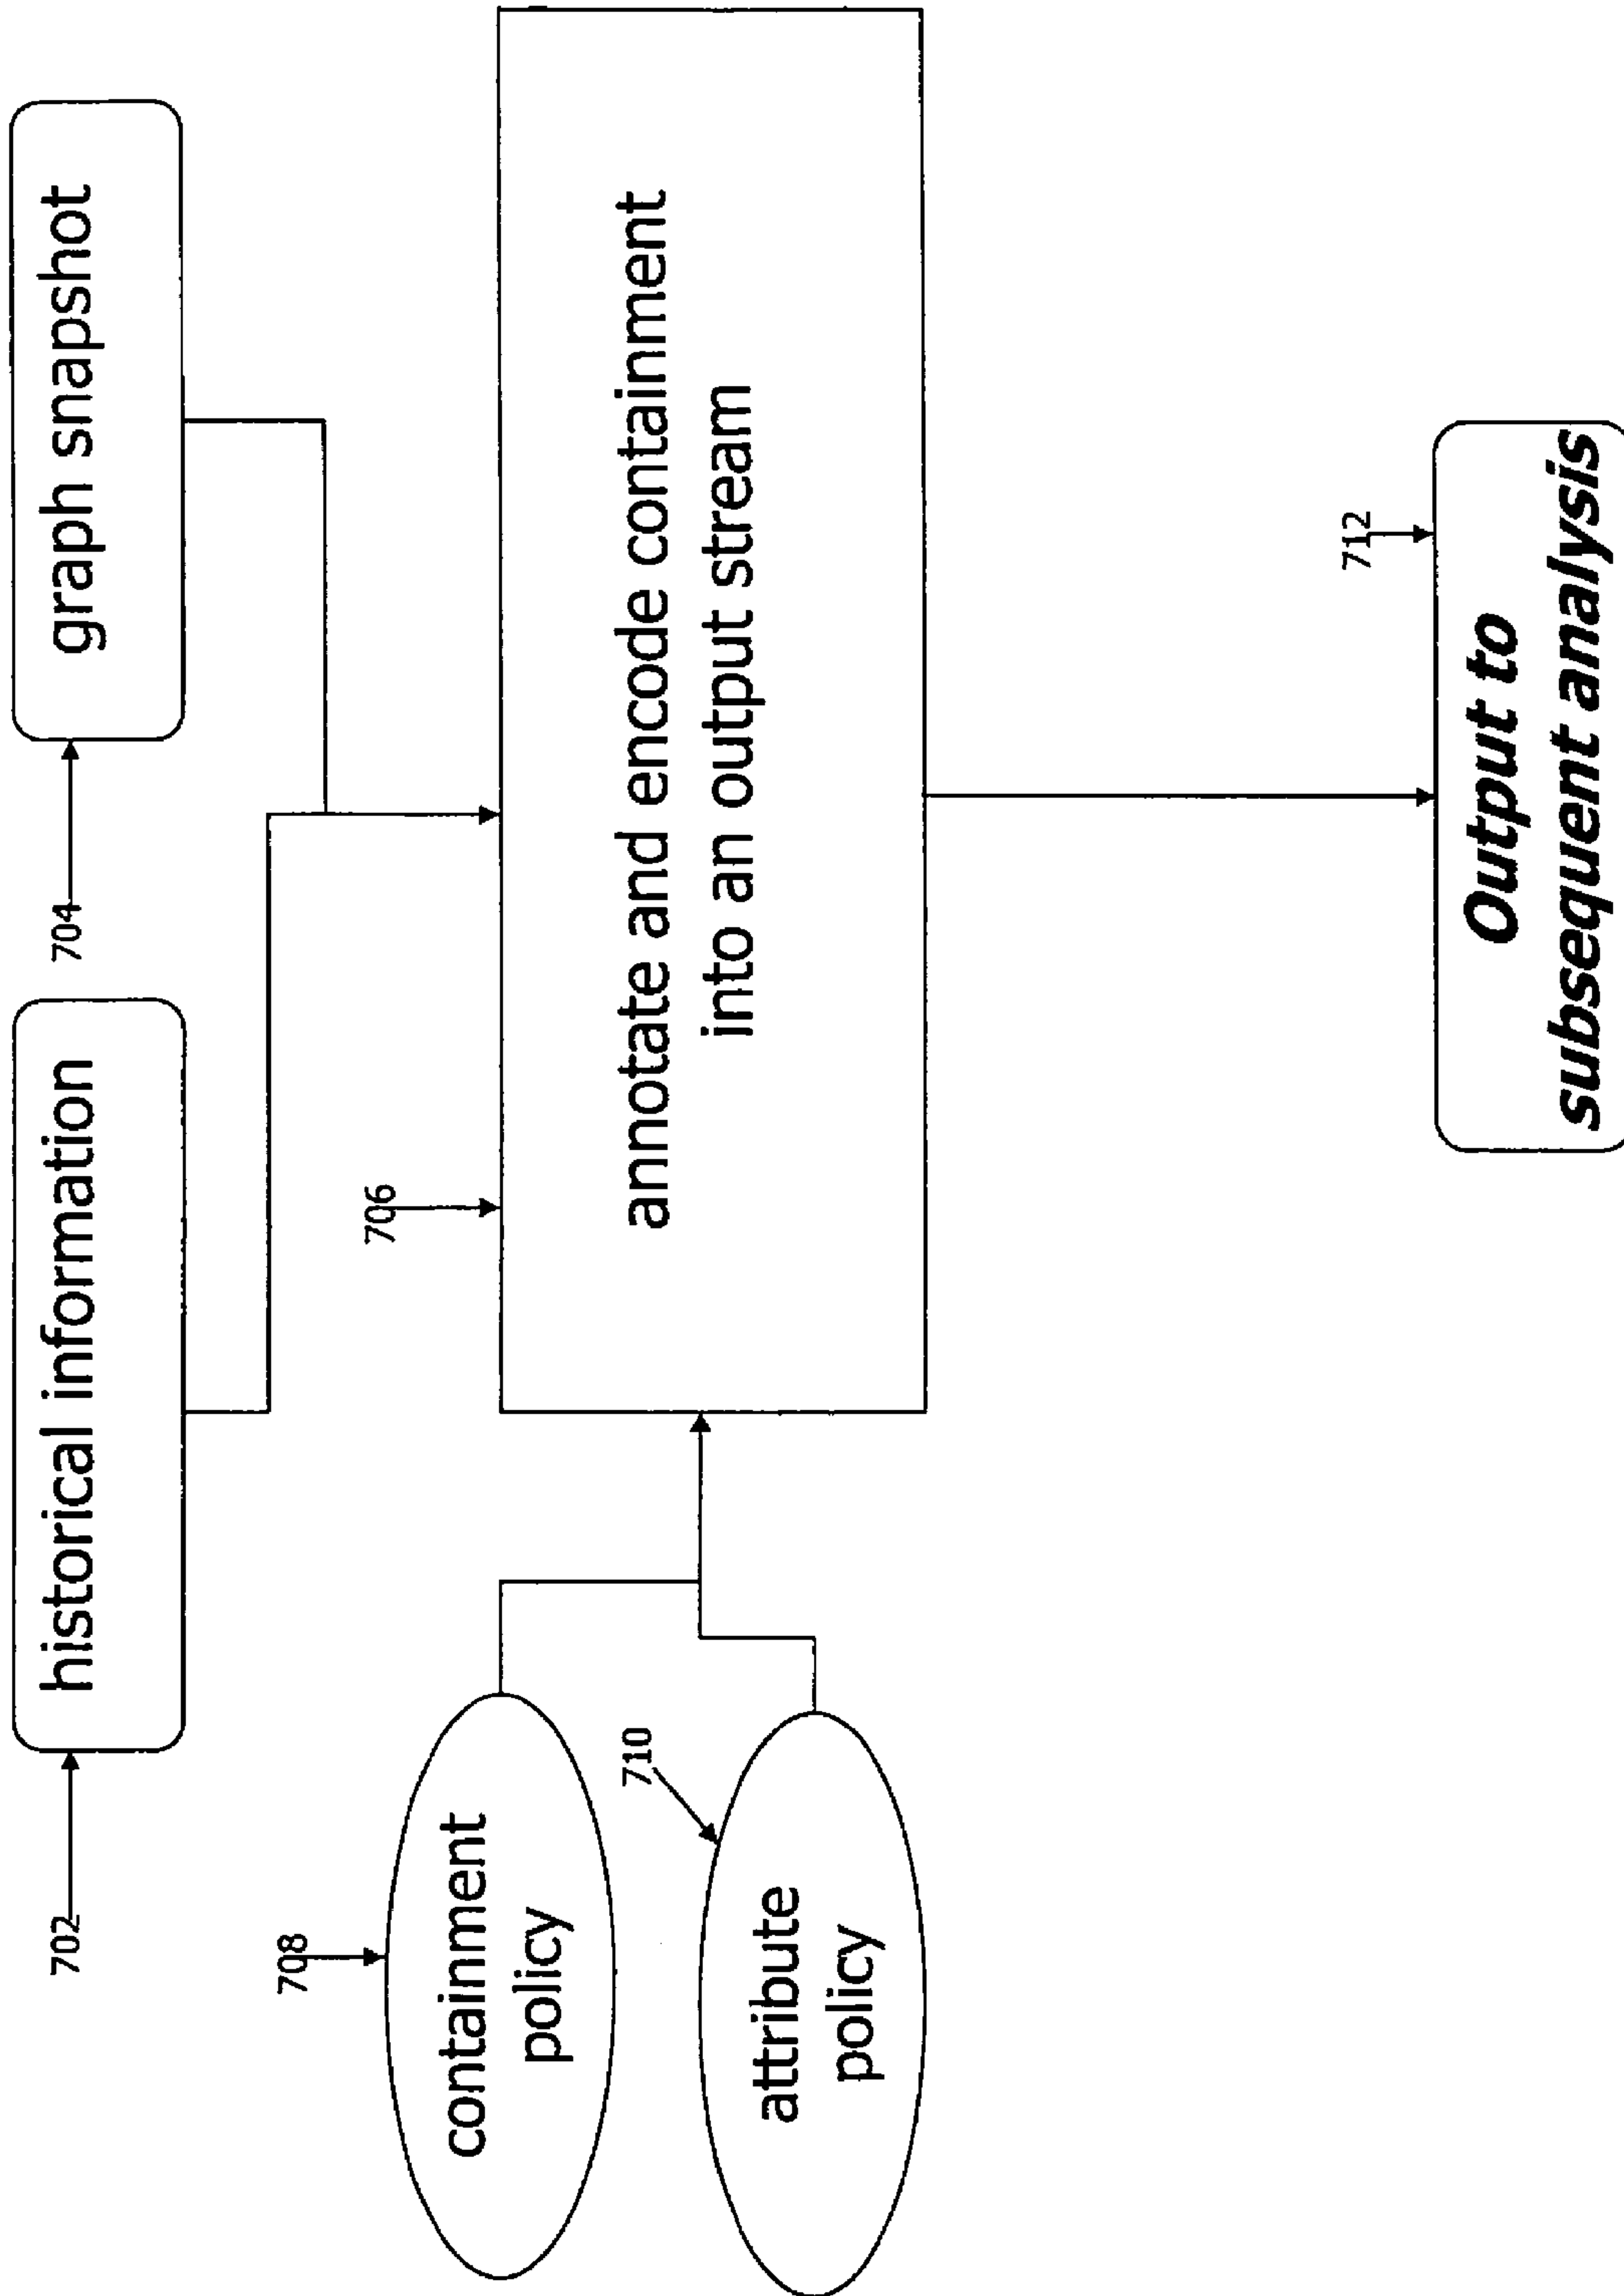 702
historical information
704
graph snapshot
706
annotate and encode containment
into an output stream
708
containment
policy
710
attribute
policy
712
Output to
subsequent analysis